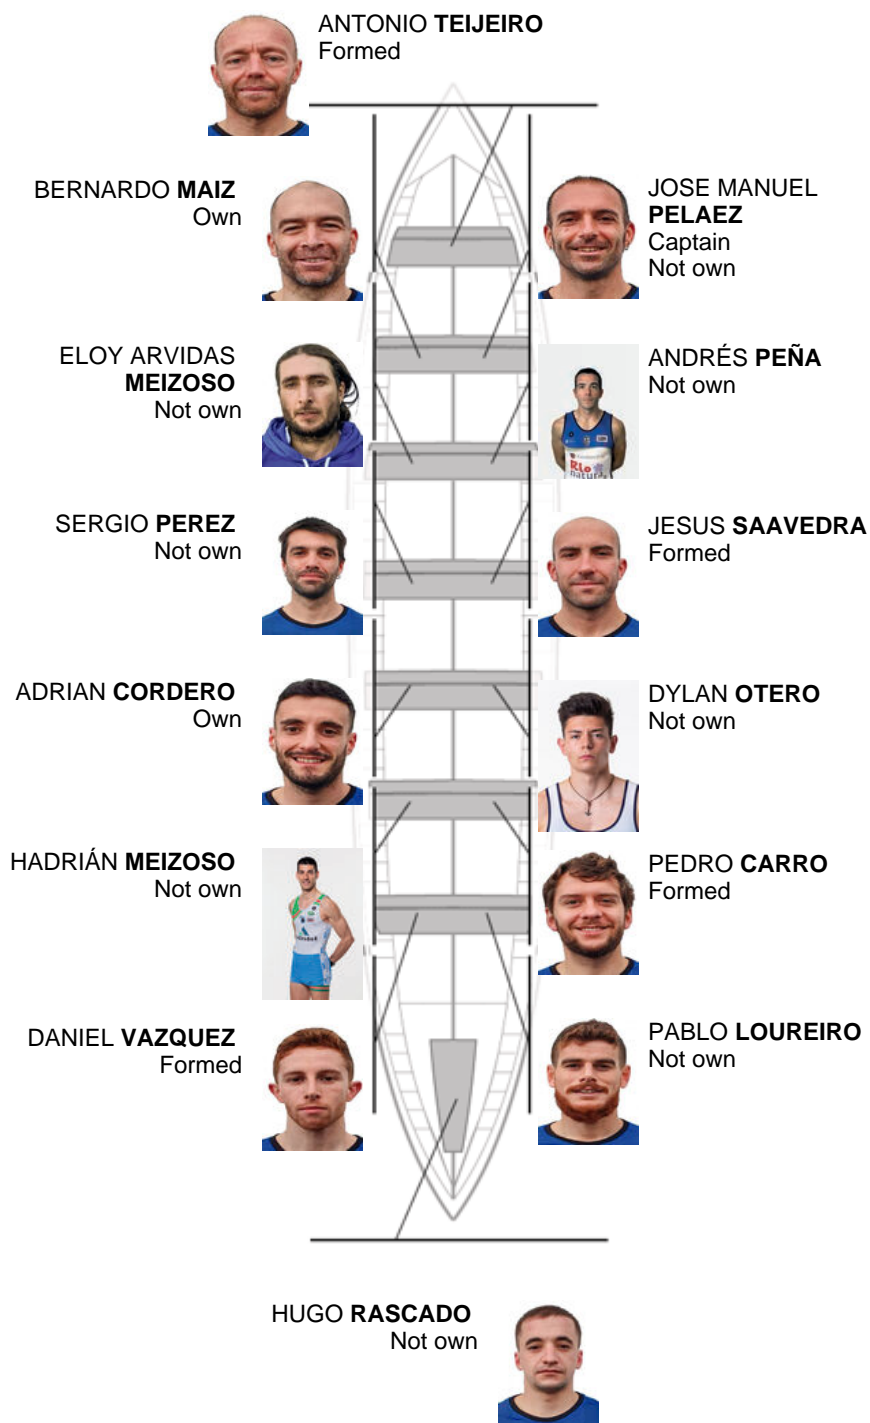 ANTONIO TEIJEIRO
Formed
BERNARDO MAIZ
Own
JOSE MANUEL
PELAEZ
Captain
Not own
ELOY ARVIDAS
MEIZOSO
Not own
ANDRÉS PEÑA
Not own
Río
natura
SERGIO PEREZ
Not own
JESUS SAAVEDRA
Formed
ADRIAN CORDERO
Own
DYLAN OTERO
Not own
HADRIÁN MEIZOSO
Not own
PEDRO CARRO
Formed
DANIEL VAZQUEZ
Formed
PABLO LOUREIRO
Not own
HUGO RASCADO
Not own